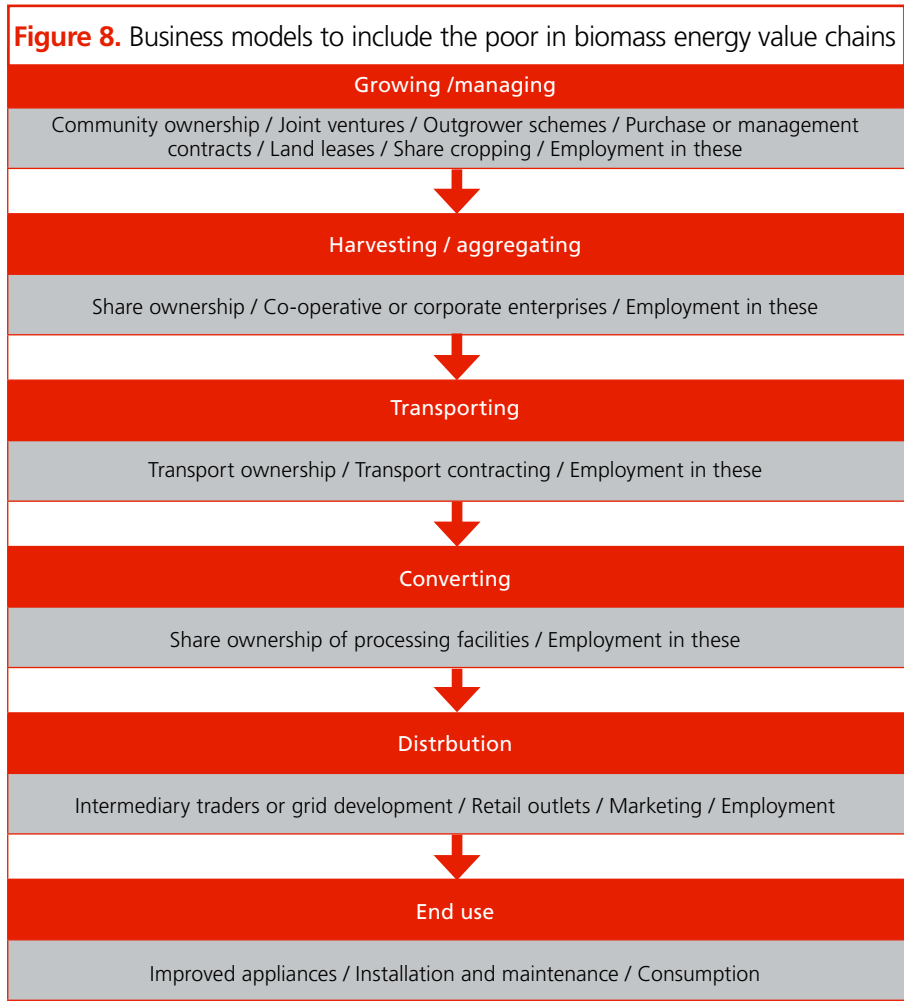 Figure 8. Business models to include the poor in biomass energy value chains
Growing /managing
Community ownership / Joint ventures / Outgrower schemes / Purchase or management
contracts / Land leases / Share cropping / Employment in these
Harvesting / aggregating
Share ownership / Co-operative or corporate enterprises / Employment in these
Transporting
Transport ownership / Transport contracting / Employment in these
Converting
Share ownership of processing facilities / Employment in these
Distrbution
Intermediary traders or grid development / Retail outlets / Marketing / Employment
End use
Improved appliances / Installation and maintenance / Consumption